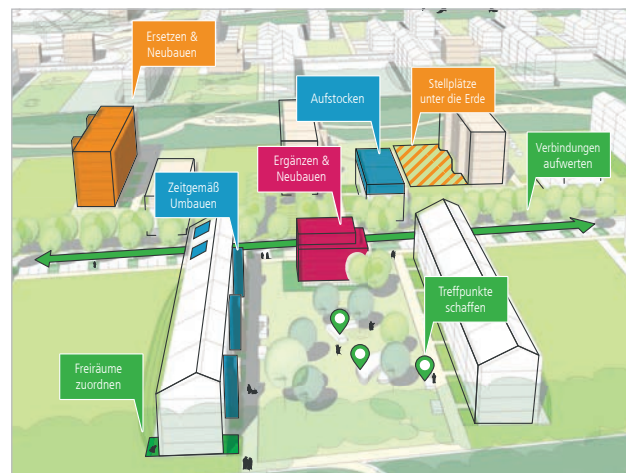 Ersetzen &
Neubauen
Aufstocken
Stellplätze
unter die Erde
Verbindungen
aufwerten
Ergänzen &
Neubauen
Zeitgemäß
Umbauen
Treffpunkte
schaffen
Freiräume
zuordnen